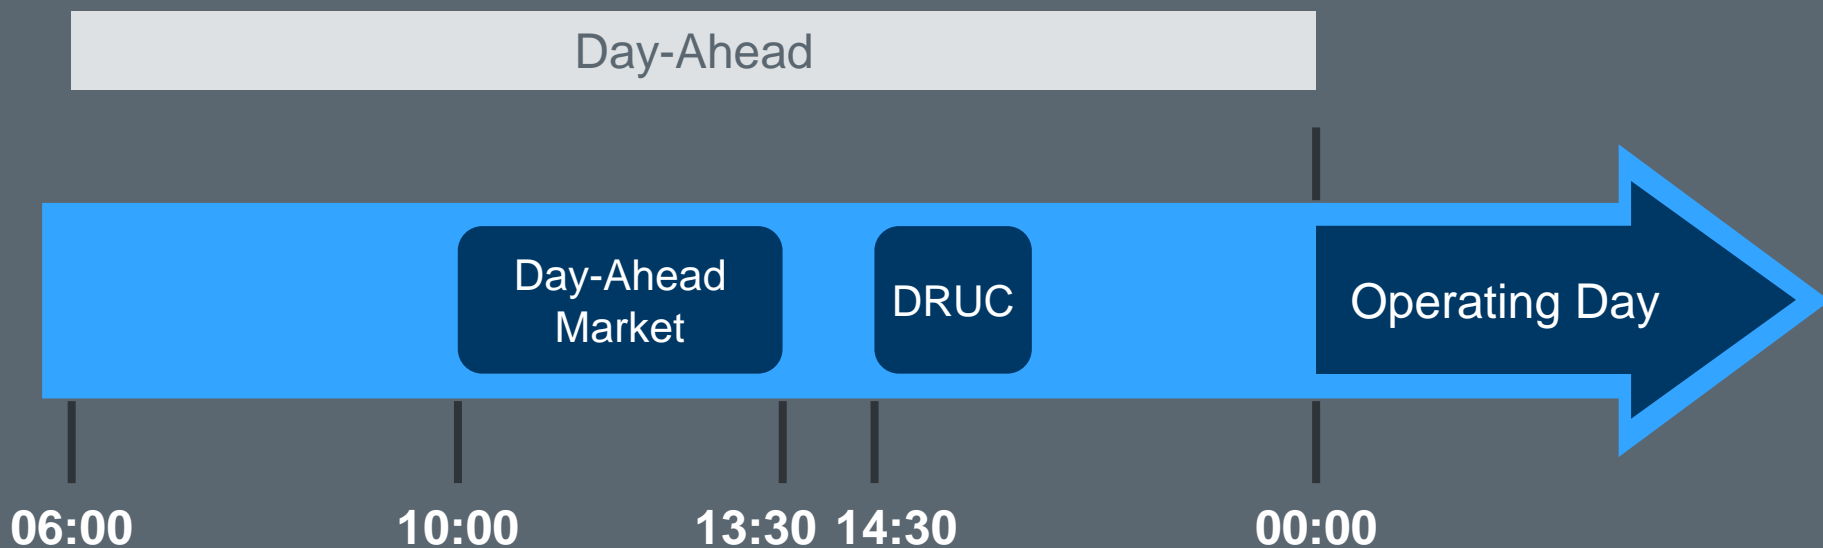 Day-Ahead
Day-Ahead
Market
DRUC
Operating Day
06:00
10:00
13:30
14:30
00:00